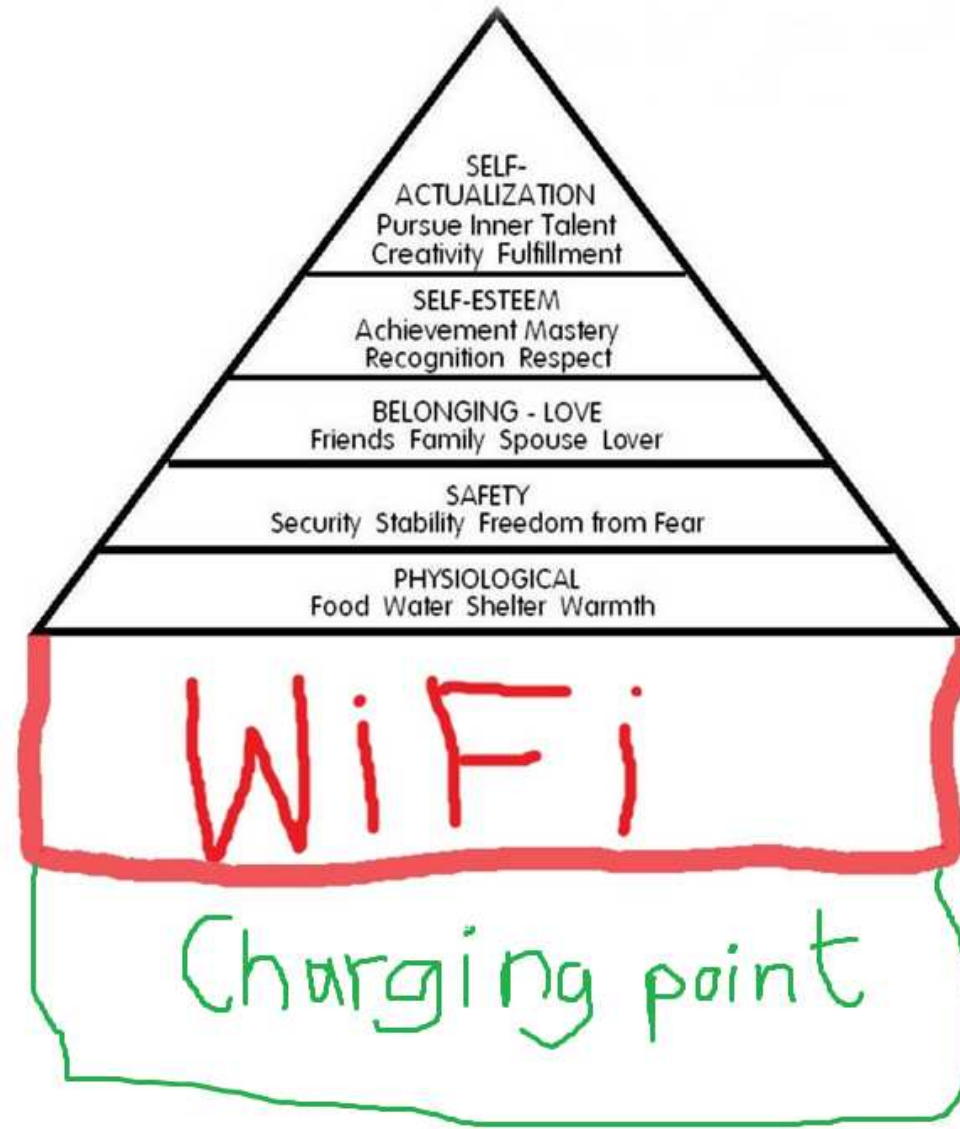 SELF-
ACTUALIZATION
Pursue Inner Talent
Creativity Fulfillment
SELF-ESTEEM
Achievement Mastery
Recognition Respect
BELONGING - LOVE
Friends Family Spouse Lover
SAFETY
Security Stability Freedom from Fear
PHYSIOLOGICAL
Food Water Shelter Warmth
WiFi
Charging point